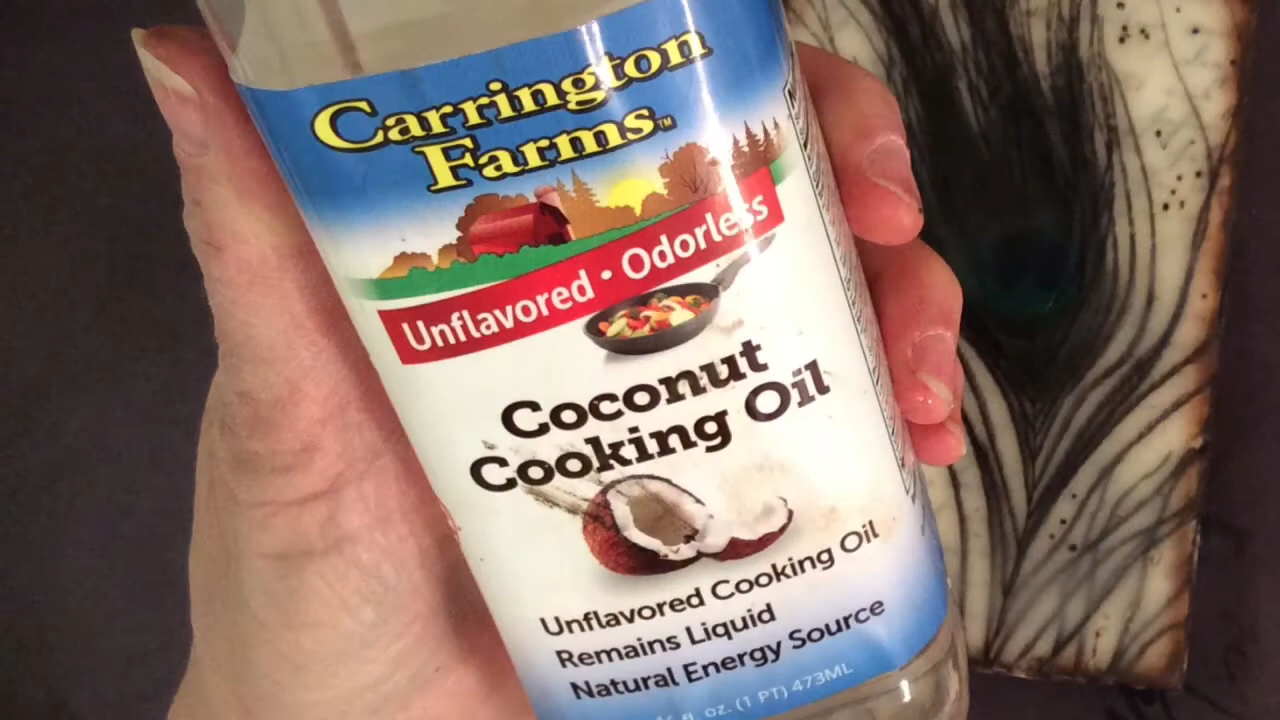 Carrington
Farms™
Unflavored • Odorless
Coconut
Cooking Oil
Unflavored Cooking Oil
Remains Liquid
Natural Energy Source
fl. oz. (1 PT) 473ML